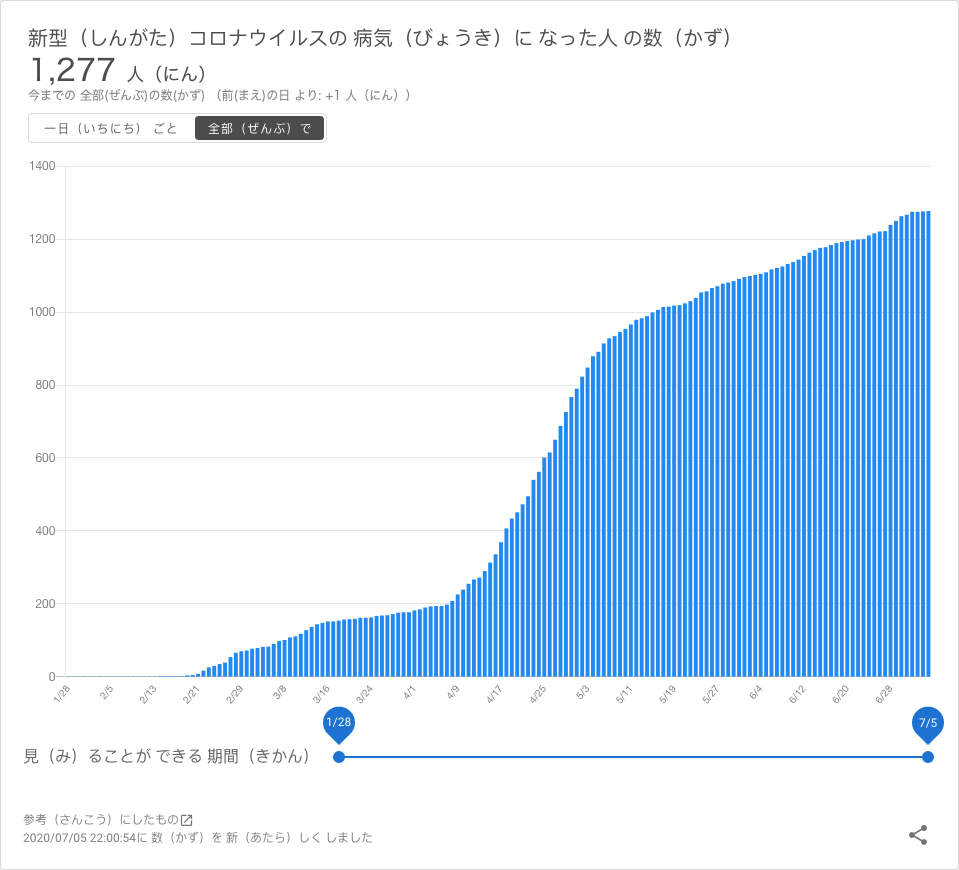 新型（しんがた）コロナウイルスの 病気（びょうき）に なった人 の数（かず）
1,277 人（にん）
今までの 全部(ぜんぶ)の数(かず) （前(まえ)の日 より: +1 人（にん））
一日（いちにち） ごと 全部（ぜんぶ）で
1400
1200
1000
800
600
400
200
0
1/28 2/5 2/13 2/21 2/29 3/8 3/16 3/24 4/1 4/9 4/17 4/25 5/3 5/11 5/19 5/27 6/4 6/12 6/20 6/28
1/28 7/5
見（み）ることが できる 期間（きかん）
参考（さんこう）にしたもの
2020/07/05 22:00:54に 数（かず）を 新（あたら）しく しました